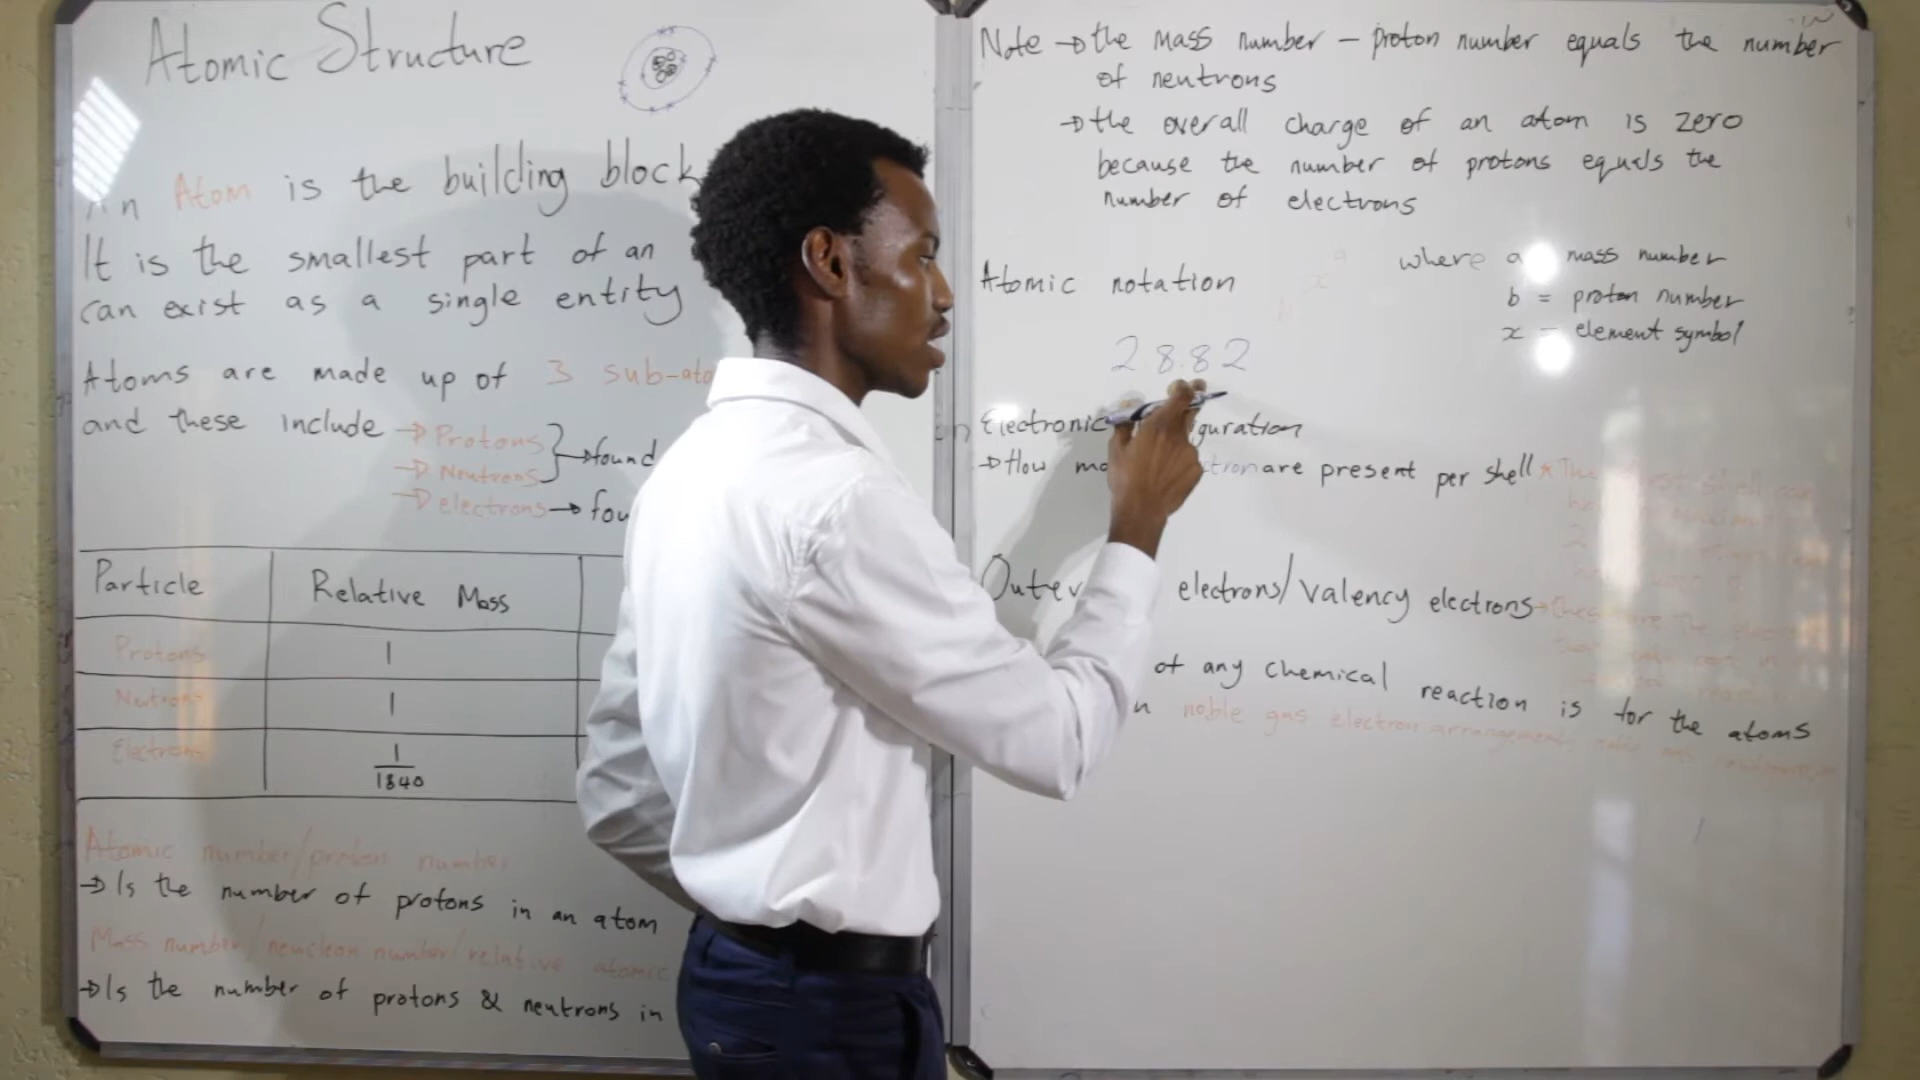 Atomic Structure
An Atom is the building block
It is the smallest part of an
can exist as a single entity
Atoms are made up of 3 sub-ato
and these include → Protons → found
→ Neutrons
→ electrons → fou
Particle Relative Mass
Protons 1
Neutrons 1
Electrons 1/1840
Atomic number/proton number
→ Is the number of protons in an atom
Mass number/neucleon number/relative atomic
→ Is the number of protons & neutrons in
Note → the mass number - proton number equals the number
of neutrons
→ the overall charge of an atom is zero
because the number of protons equals the
number of electrons
Atomic notation
where a mass number
b = proton number
x = element symbol
2 8.8 2
Electronic guration
→ How ma ctron are present per shell
Outer electrons/valency electrons
of any chemical reaction is for the atoms
n noble gas electron arrangement